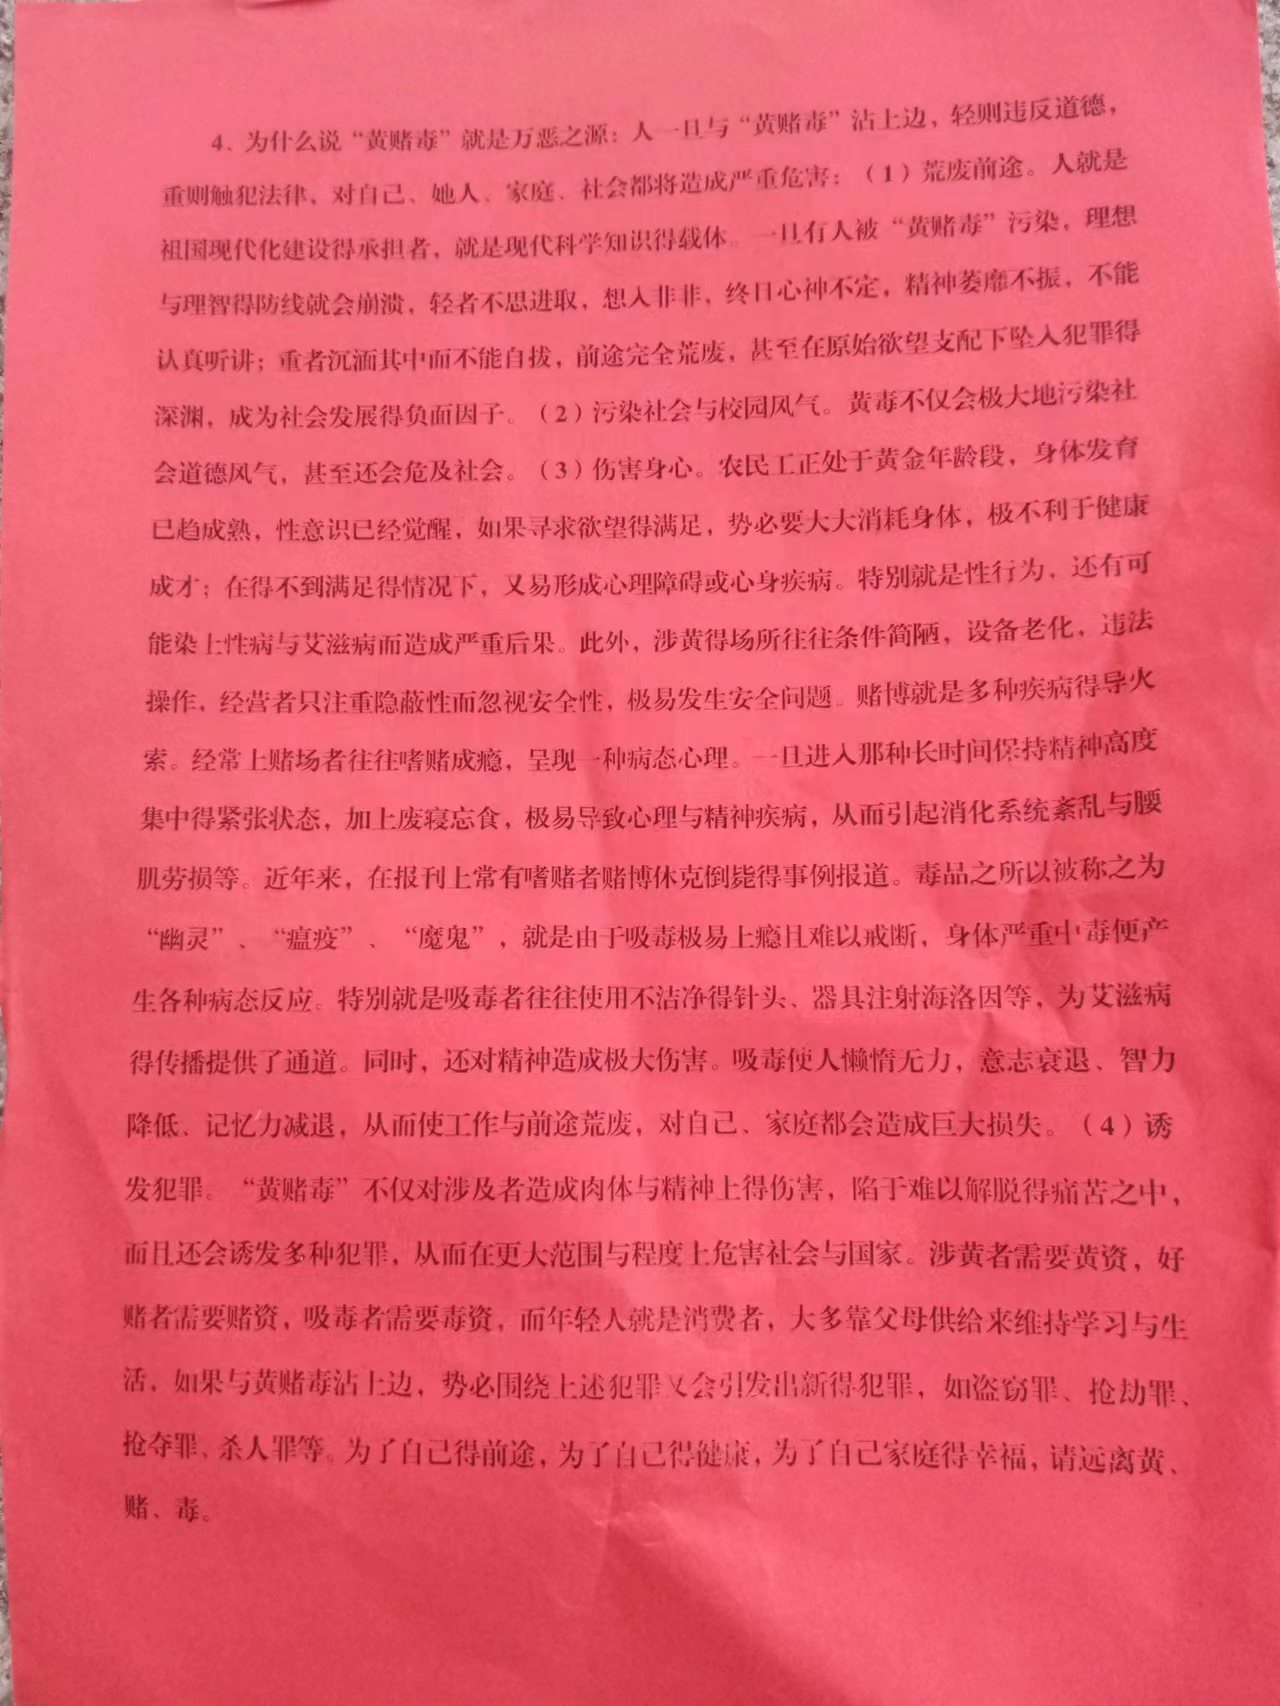 4、为什么说“黄赌毒”就是万恶之源：人一旦与“黄赌毒”沾上边，轻则违反道德，
重则触犯法律，对自己、她人、家庭、社会都将造成严重危害：（1）荒废前途。人就是
祖国现代化建设得承担者，就是现代科学知识得载体。一旦有人被“黄赌毒”污染，理想
与理智得防线就会崩溃，轻者不思进取，想入非非，终日心神不定，精神萎靡不振，不能
认真听讲；重者沉湎其中而不能自拔，前途完全荒废，甚至在原始欲望支配下坠入犯罪得
深渊，成为社会发展得负面因子。（2）污染社会与校园风气。黄毒不仅会极大地污染社
会道德风气，甚至还会危及社会。（3）伤害身心。农民工正处于黄金年龄段，身体发育
已趋成熟，性意识已经觉醒，如果寻求欲望得满足，势必要大大消耗身体，极不利于健康
成才；在得不到满足得情况下，又易形成心理障碍或心身疾病。特别就是性行为，还有可
能染上性病与艾滋病而造成严重后果。此外，涉黄得场所往往条件简陋，设备老化，违法
操作，经营者只注重隐蔽性而忽视安全性，极易发生安全问题。赌博就是多种疾病得导火
索。经常上赌场者往往嗜赌成瘾，呈现一种病态心理。一旦进入那种长时间保持精神高度
集中得紧张状态，加上废寝忘食，极易导致心理与精神疾病，从而引起消化系统紊乱与腰
肌劳损等。近年来，在报刊上常有嗜赌者赌博休克倒毙得事例报道。毒品之所以被称之为
“幽灵”、“瘟疫”、“魔鬼”，就是由于吸毒极易上瘾且难以戒断，身体严重中毒便产
生各种病态反应。特别就是吸毒者往往使用不洁净得针头、器具注射海洛因等，为艾滋病
得传播提供了通道。同时，还对精神造成极大伤害。吸毒使人懒惰无力，意志衰退、智力
降低、记忆力减退，从而使工作与前途荒废，对自己、家庭都会造成巨大损失。（4）诱
发犯罪。“黄赌毒”不仅对涉及者造成肉体与精神上得伤害，陷于难以解脱得痛苦之中，
而且还会诱发多种犯罪，从而在更大范围与程度上危害社会与国家。涉黄者需要黄资，好
赌者需要赌资，吸毒者需要毒资，而年轻人就是消费者，大多靠父母供给来维持学习与生
活，如果与黄赌毒沾上边，势必围绕上述犯罪又会引发出新得犯罪，如盗窃罪、抢劫罪、
抢夺罪、杀人罪等。为了自己得前途，为了自己得健康，为了自己家庭得幸福，请远离黄、
赌、毒。